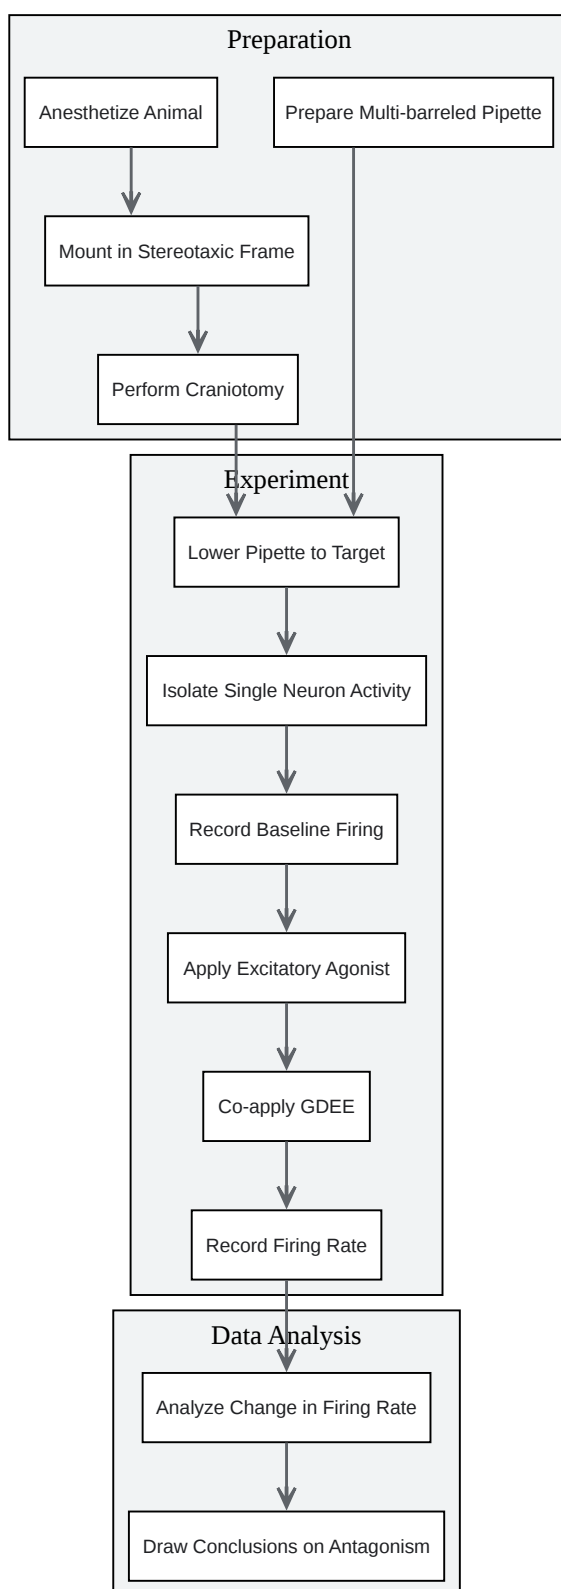 Preparation
Anesthetize Animal
Prepare Multi-barreled Pipette
Mount in Stereotaxic Frame
Perform Craniotomy
Experiment
Lower Pipette to Target
Isolate Single Neuron Activity
Record Baseline Firing
Apply Excitatory Agonist
Co-apply GDEE
Record Firing Rate
Data Analysis
Analyze Change in Firing Rate
Draw Conclusions on Antagonism